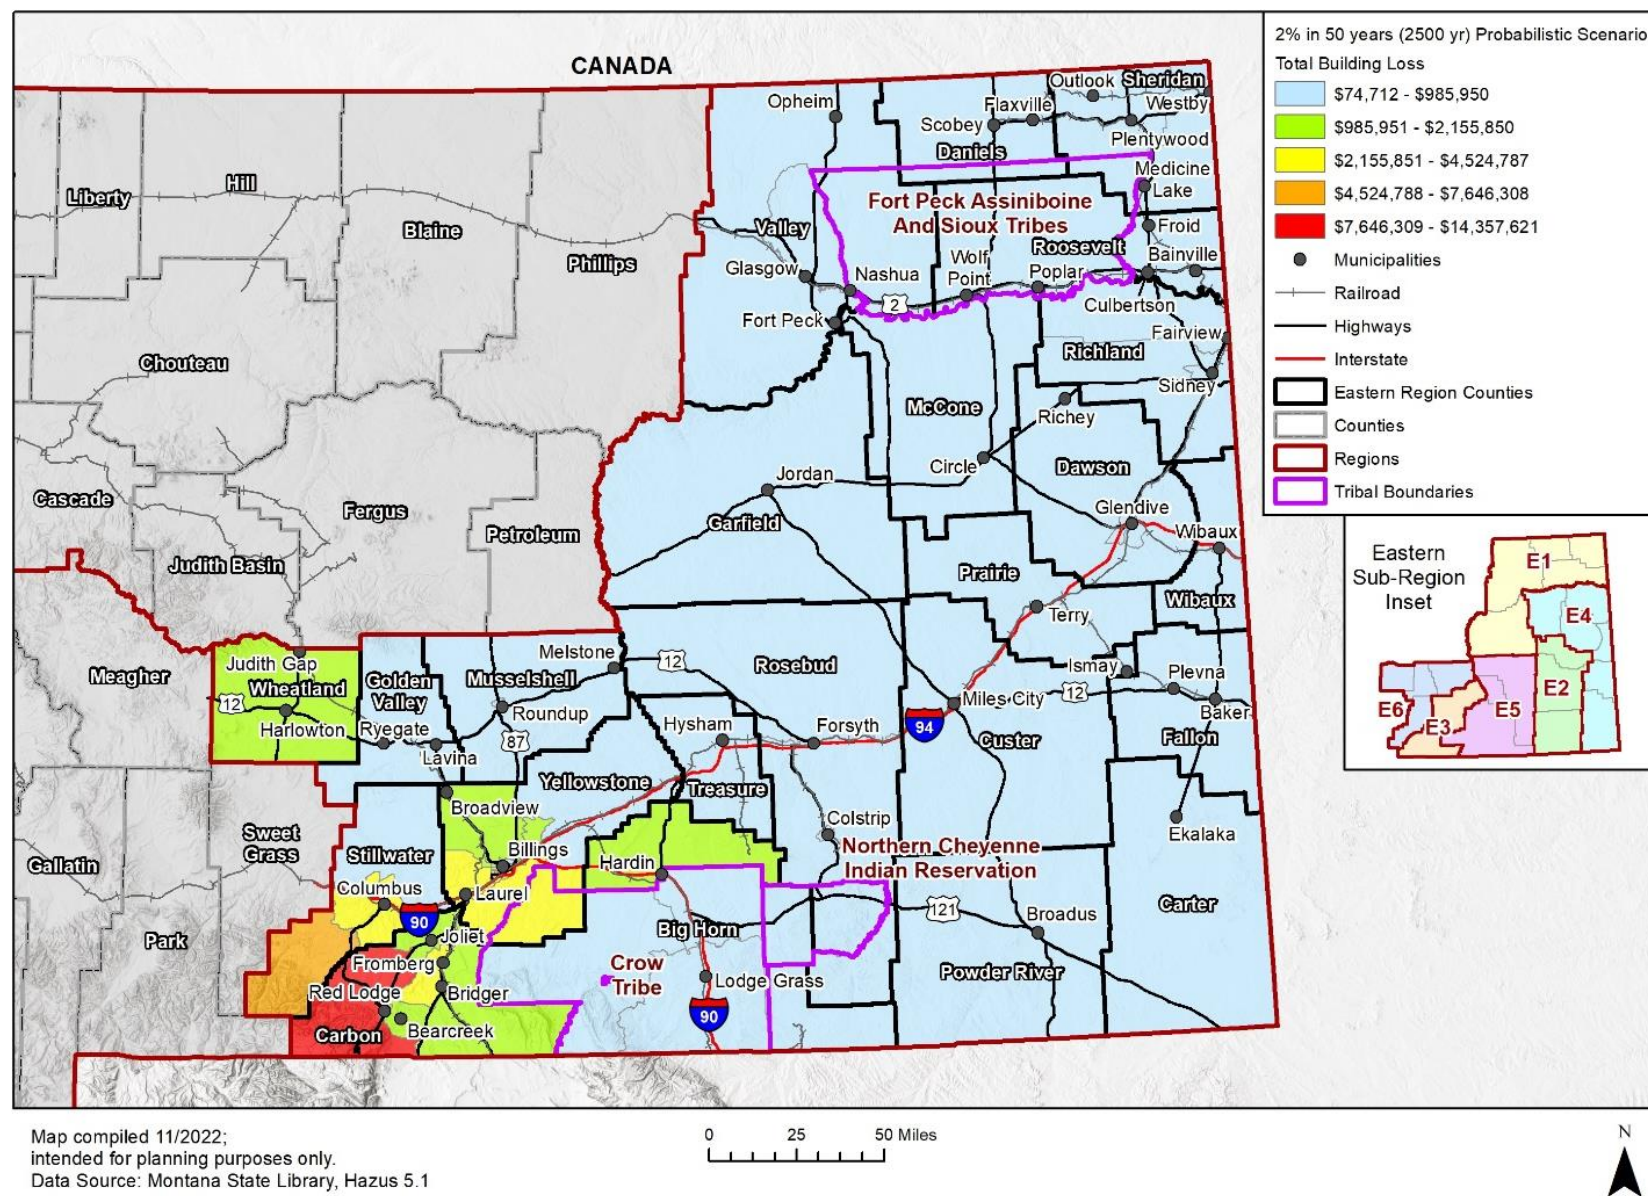 CANADA
2% in 50 years (2500 yr) Probabilistic Scenario
Total Building Loss
$74,712 - $985,950
$985,951 - $2,155,850
$2,155,851 - $4,524,787
$4,524,788 - $7,646,308
$7,646,309 - $14,357,621
Municipalities
Railroad
Highways
Interstate
Eastern Region Counties
Counties
Regions
Tribal Boundaries
Outlook
Sheridan
Opheim
Flaxville
Westby
Scobey
Plentywood
Daniels
Medicine
Lake
Liberty
Hill
Fort Peck Assiniboine
And Sioux Tribes
Blaine
Valley
Froid
Roosevelt
Phillips
Wolf
Point
Bainville
Glasgow
Nashua
Poplar
2
Culbertson
Fort Peck
Fairview
Richland
Chouteau
Sidney
McCone
Richey
Circle
Dawson
Jordan
Cascade
Fergus
Garfield
Glendive
Petroleum
Wibaux
Judith Basin
Prairie
Wibaux
Terry
Eastern
Sub-Region
Inset
E1
E4
E2
E6
E5
E3
Meagher
Judith Gap
Wheatland
12
Harlowton
Golden
Valley
Musselshell
Melstone
12
Rosebud
Ismay
Plevna
12
Roundup
Miles City
Baker
Ryegate
Lavina
87
Hysham
Forsyth
94
Custer
Fallon
Yellowstone
Treasure
Broadview
Colstrip
Ekalaka
Sweet
Grass
Gallatin
Stillwater
Billings
Hardin
Northern Cheyenne
Indian Reservation
Columbus
Laurel
90
121
Broadus
Carter
Park
Joliet
Big Horn
Fromberg
Crow
Tribe
Powder River
Red Lodge
Bridger
Lodge Grass
90
Carbon
Bearcreek
Map compiled 11/2022;
intended for planning purposes only.
Data Source: Montana State Library, Hazus 5.1
0 25 50 Miles
N